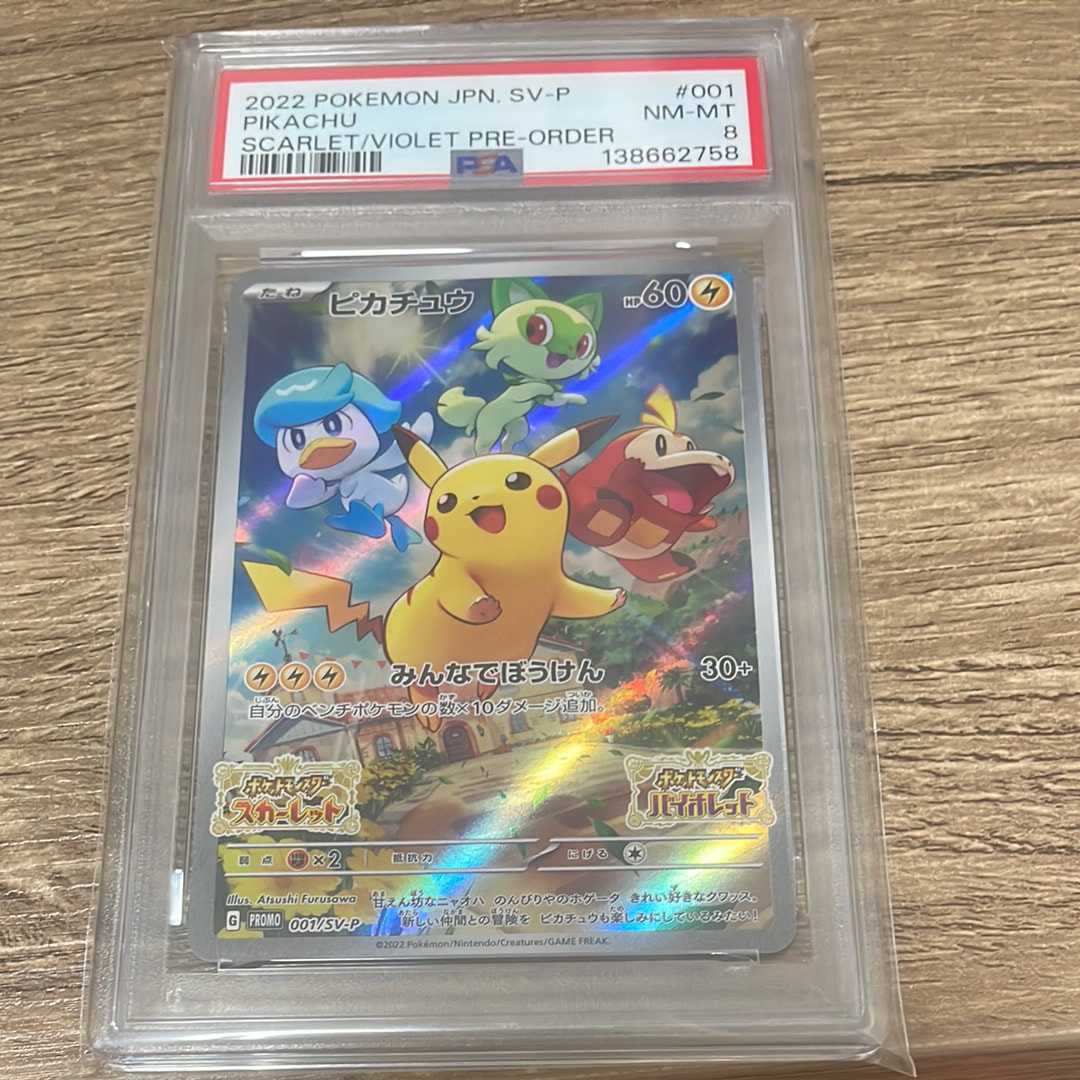 2022 POKEMON JPN. SV-P #001
PIKACHU NM-MT
SCARLET/VIOLET PRE-ORDER 8
PSA 138662758
たね ピカチュウ HP60
みんなでぼうけん 30+
自分のベンチポケモンの数×10ダメージ追加。
ポケットモンスター スカーレット
ポケットモンスター バイオレット
弱点 ×2 抵抗力 にげる
Illus. Atsushi Furusawa
甘えん坊なニャオハ のんびりやのホゲータ きれい好きなクワッス。
新しい仲間との冒険を ピカチュウも楽しみにしているみたい!
G PROMO 001/SV-P
©2022 Pokémon/Nintendo/Creatures/GAME FREAK.